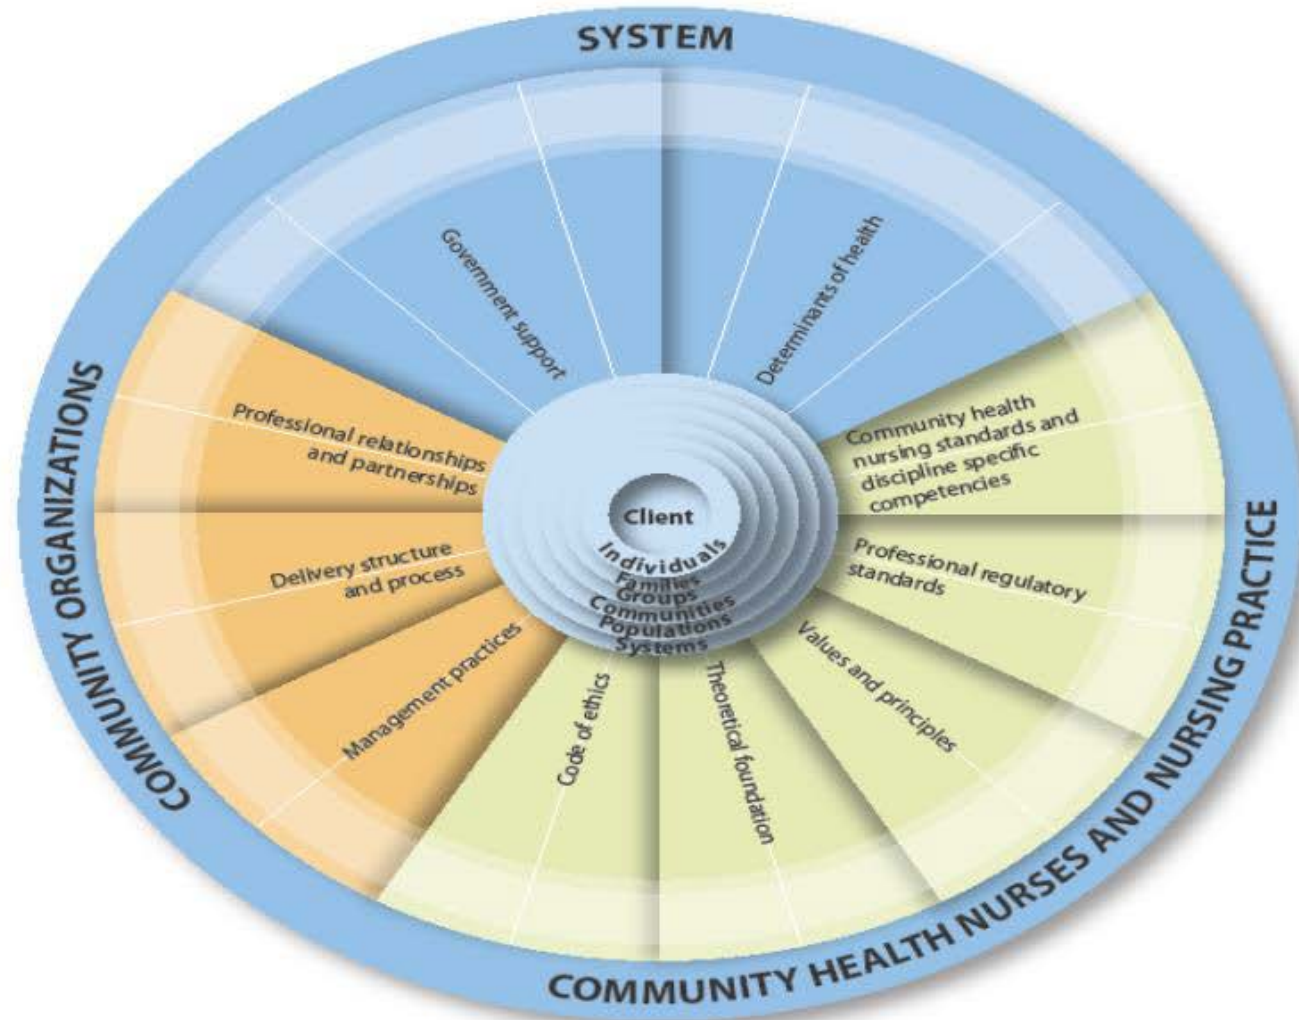 SYSTEM
Government support
Determinants of health
Professional relationships
and partnerships
Community health
nursing standards and
discipline specific
competencies
Client
Individuals
Families
Groups
Communities
Populations
Systems
Delivery structure
and process
Professional regulatory
standards
Management practices
Code of ethics
Theoretical foundation
Values and principles
COMMUNITY ORGANIZATIONS
COMMUNITY HEALTH NURSES AND NURSING PRACTICE